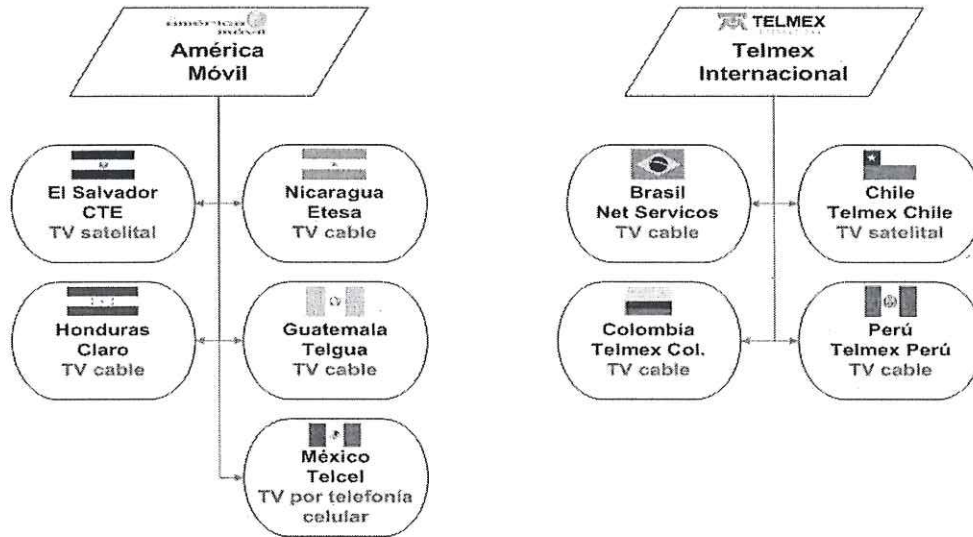 américa
móvil
América
Móvil
El Salvador
CTE
TV satelital
Nicaragua
Etesa
TV cable
Honduras
Claro
TV cable
Guatemala
Telgua
TV cable
México
Telcel
TV por telefonía
celular
TELMEX
Telmex
Internacional
Brasil
Net Servicos
TV cable
Chile
Telmex Chile
TV satelital
Colombia
Telmex Col.
TV cable
Perú
Telmex Perú
TV cable